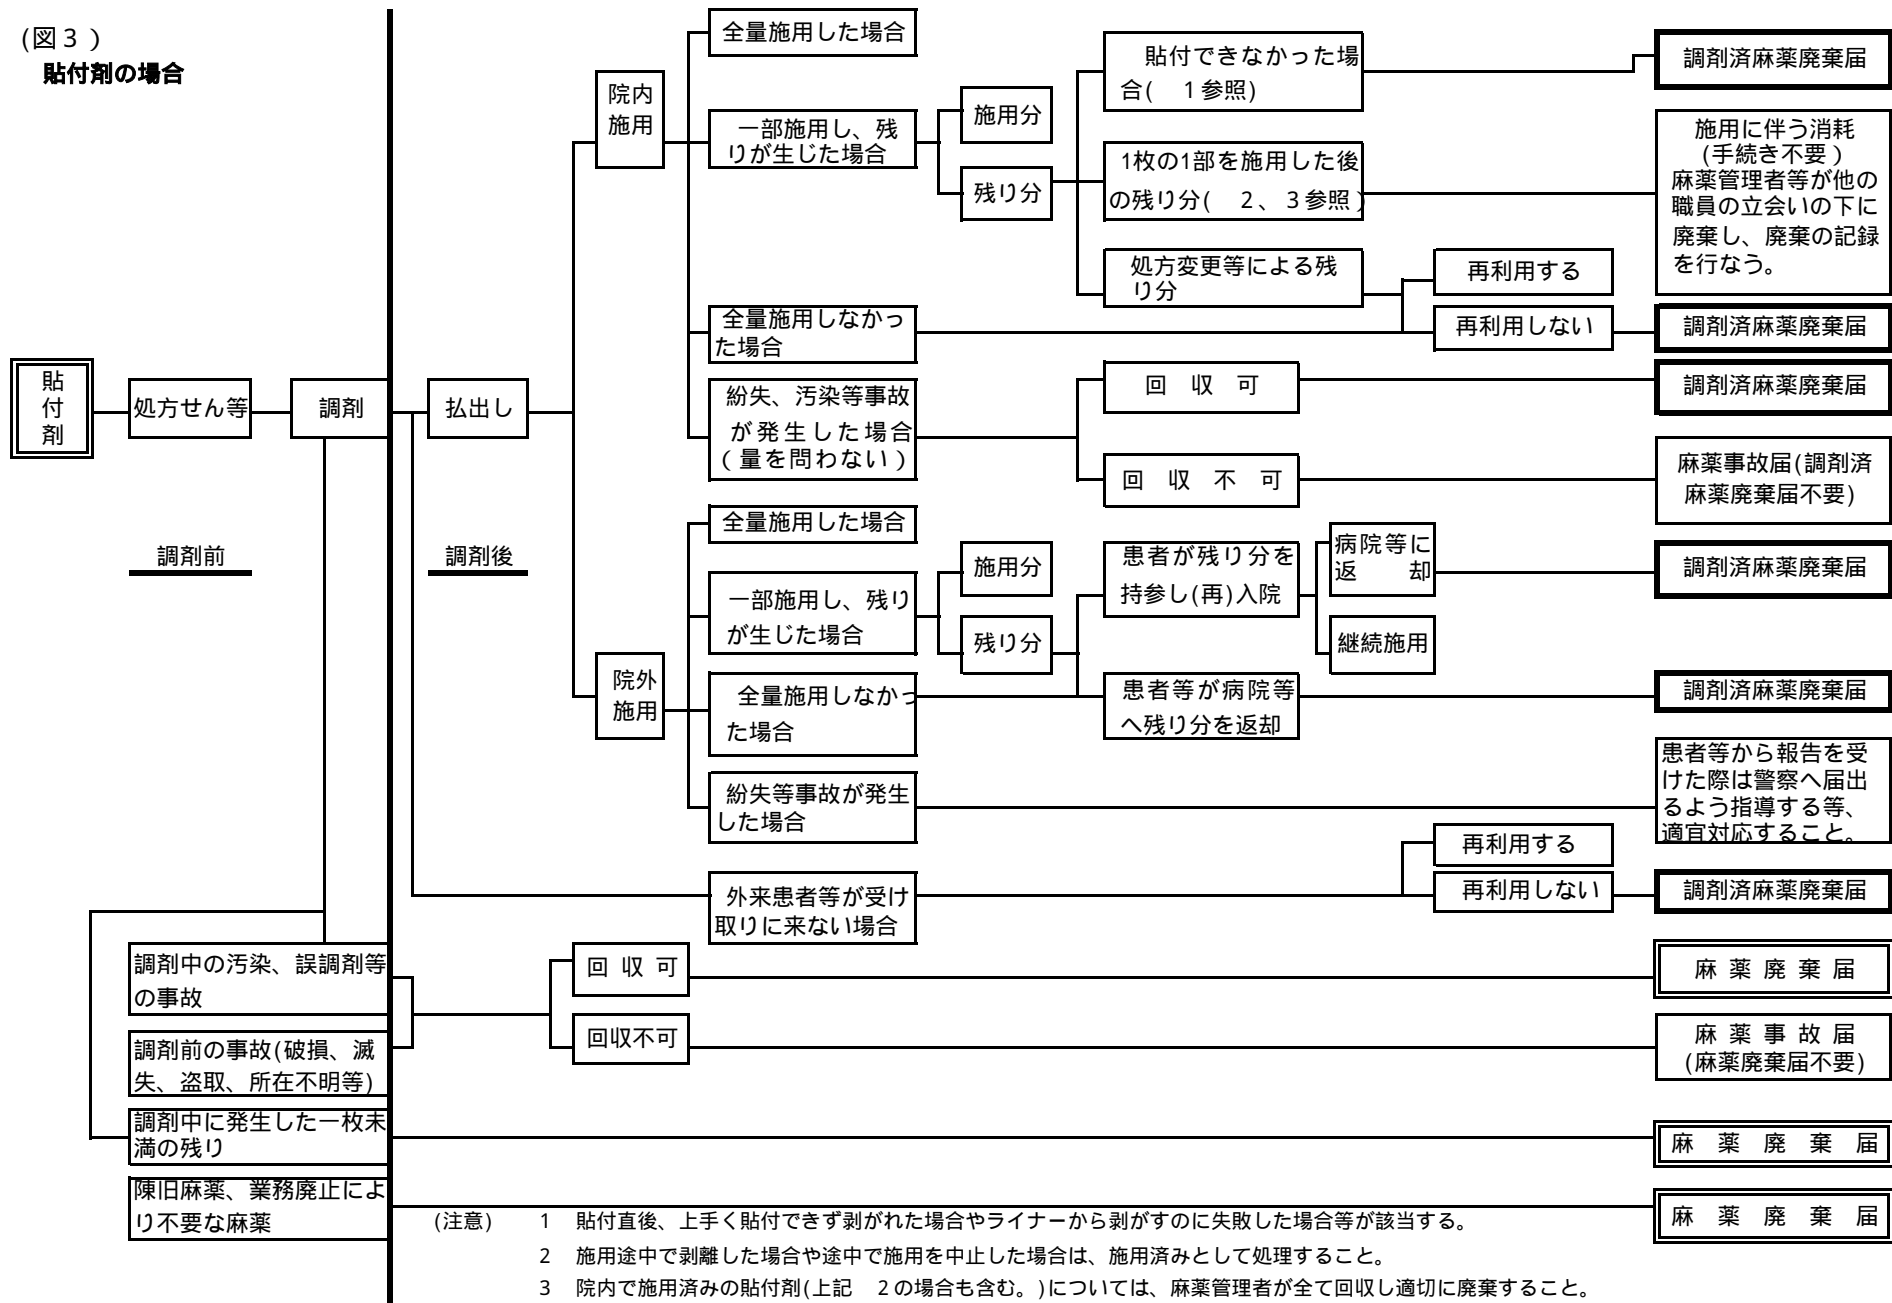 (図３）
貼付剤の場合
全量施用した場合
院内
施用
一部施用し、残
りが生じた場合
施用分
残り分
貼付できなかった場
合(　１参照)
調剤済麻薬廃棄届
1枚の1部を施用した後
の残り分(　２、３参照）
施用に伴う消耗
(手続き不要）
麻薬管理者等が他の
職員の立会いの下に
廃棄し、廃棄の記録
を行なう。
処方変更等による残
り分
再利用する
全量施用しなかっ
た場合
再利用しない
調剤済麻薬廃棄届
貼
付
剤
処方せん等
調剤
払出し
紛失、汚染等事故
が発生した場合
（量を問わない）
回　収　可
調剤済麻薬廃棄届
回　収　不　可
麻薬事故届(調剤済
麻薬廃棄届不要)
調剤前
調剤後
全量施用した場合
院外
施用
一部施用し、残り
が生じた場合
施用分
残り分
患者が残り分を
持参し(再)入院
病院等に
返　　却
調剤済麻薬廃棄届
継続施用
全量施用しなかっ
た場合
患者等が病院等
へ残り分を返却
調剤済麻薬廃棄届
紛失等事故が発生
した場合
患者等から報告を受
けた際は警察へ届出
るよう指導する等、
適宜対応すること。
外来患者等が受け
取りに来ない場合
再利用する
再利用しない
調剤済麻薬廃棄届
調剤中の汚染、誤調剤等
の事故
回 収 可
麻 薬 廃 棄 届
調剤前の事故(破損、滅
失、盗取、所在不明等)
回収不可
麻 薬 事 故 届
(麻薬廃棄届不要)
調剤中に発生した一枚未
満の残り
麻　薬　廃　棄　届
陳旧麻薬、業務廃止によ
り不要な麻薬
麻　薬　廃　棄　届
(注意)　１　貼付直後、上手く貼付できず剥がれた場合やライナーから剥がすのに失敗した場合等が該当する。
２　施用途中で剥離した場合や途中で施用を中止した場合は、施用済みとして処理すること。
３　院内で施用済みの貼付剤(上記　２の場合も含む。)については、麻薬管理者が全て回収し適切に廃棄すること。